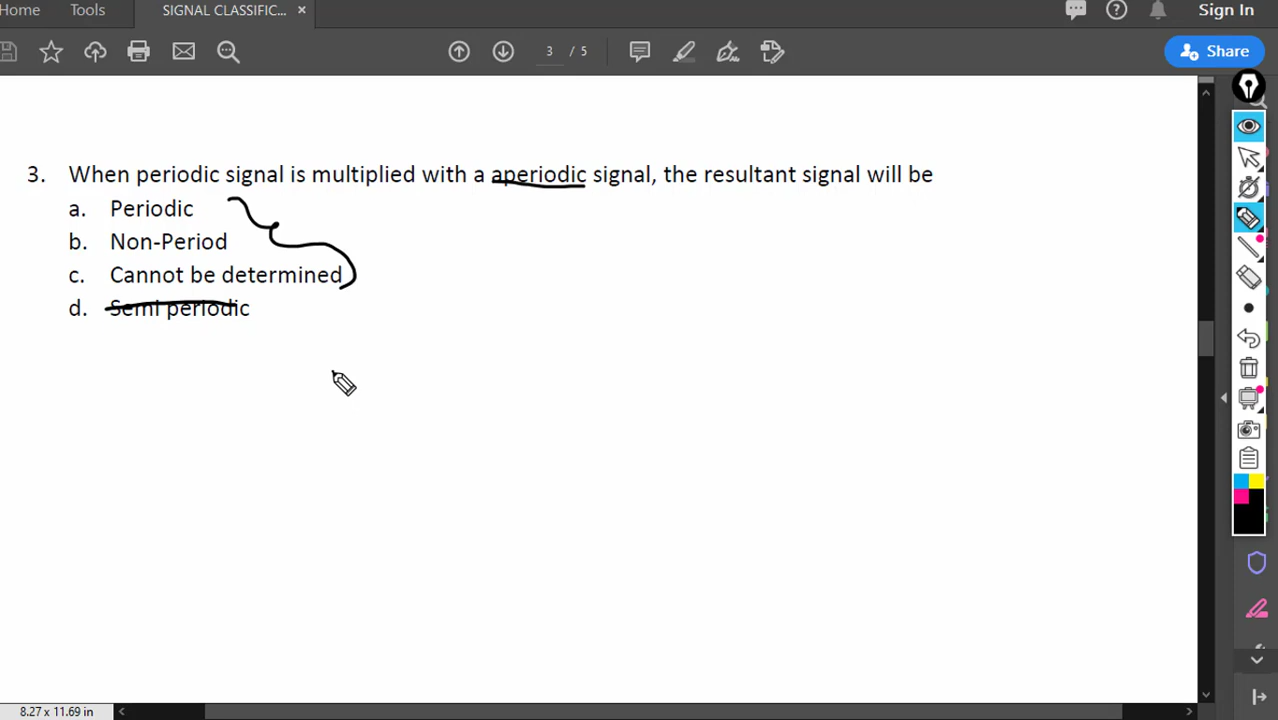 Home Tools SIGNAL CLASSIFIC... × Sign In
3 / 5 Share
3. When periodic signal is multiplied with a aperiodic signal, the resultant signal will be
a. Periodic
b. Non-Period
c. Cannot be determined
d. Semi periodic
8.27 x 11.69 in